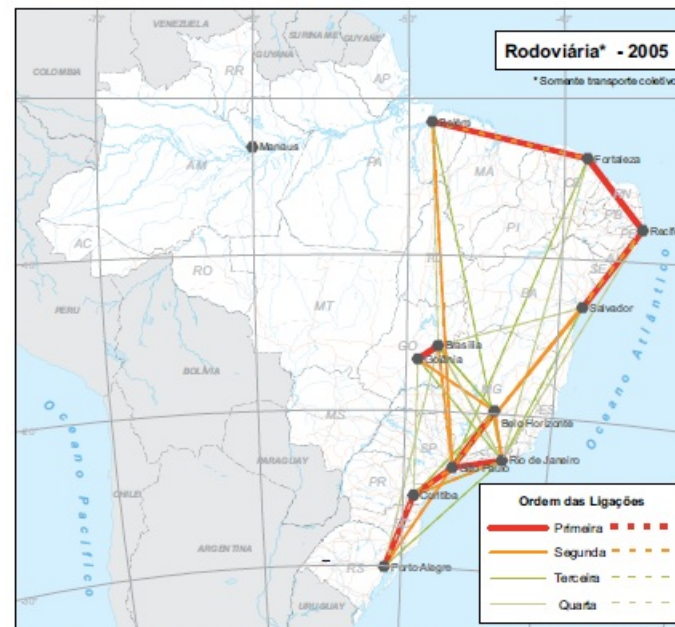 VENEZUELA
SURINAME
GUYANE
GUYANA
COLOMBIA
Rodoviária* - 2005
* Somente transporte coletivo
RR
AP
Belém
Manaus
Fortaleza
AM
PA
MA
CE
RN
PB
PE
PI
AC
TO
SE
RO
BA
Salvador
MT
PERU
Brasília
GO
Goiânia
BOLÍVIA
Oceano Atlântico
MG
MS
ES
Belo Horizonte
SP
São Paulo
Rio de Janeiro
PARAGUAY
PR
Curitiba
Oceano Pacífico
CHILE
SC
ARGENTINA
RS
Porto Alegre
URUGUAY
Ordem das Ligações
Primeira
Segunda
Terceira
Quarta